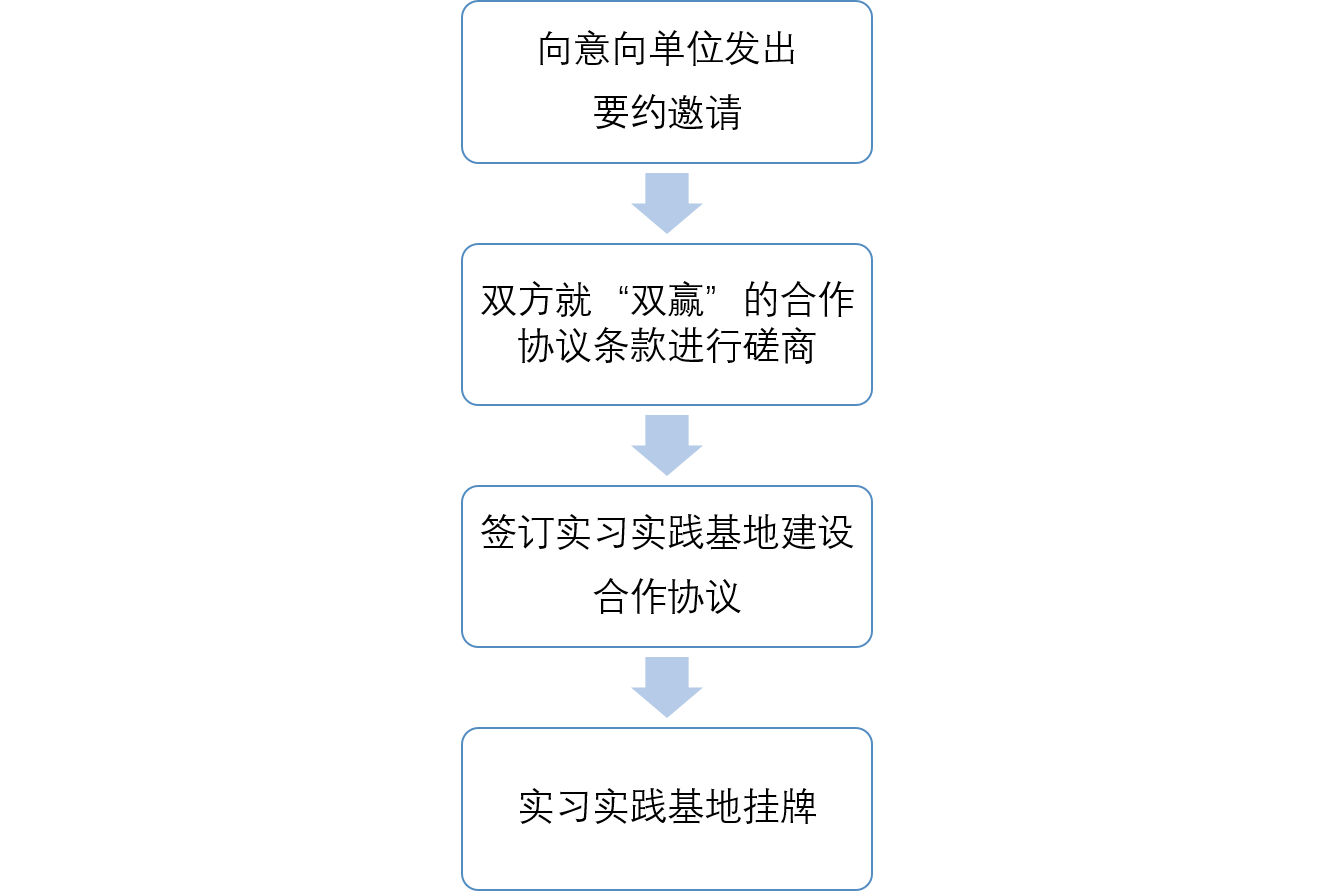 向意向单位发出
要约邀请
双方就“双赢”的合作
协议条款进行磋商
签订实习实践基地建设
合作协议
实习实践基地挂牌